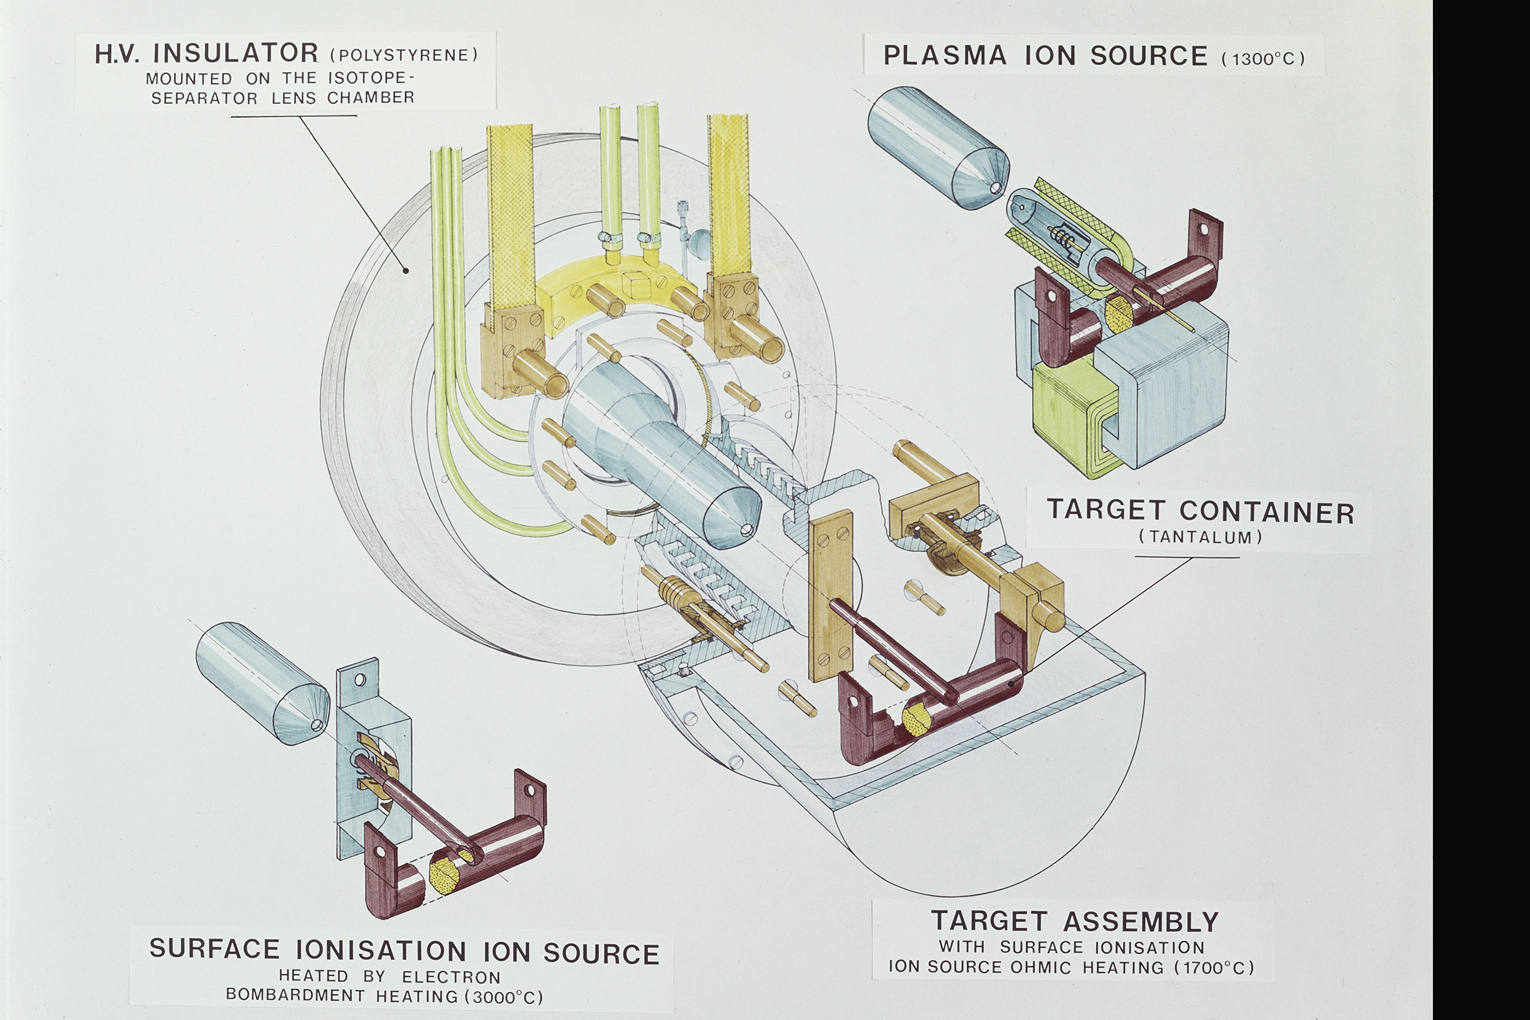 H.V. INSULATOR (POLYSTYRENE)
MOUNTED ON THE ISOTOPE-
SEPARATOR LENS CHAMBER
PLASMA ION SOURCE (1300°C)
TARGET CONTAINER
(TANTALUM)
SURFACE IONISATION ION SOURCE
HEATED BY ELECTRON
BOMBARDMENT HEATING (3000°C)
TARGET ASSEMBLY
WITH SURFACE IONISATION
ION SOURCE OHMIC HEATING (1700°C)